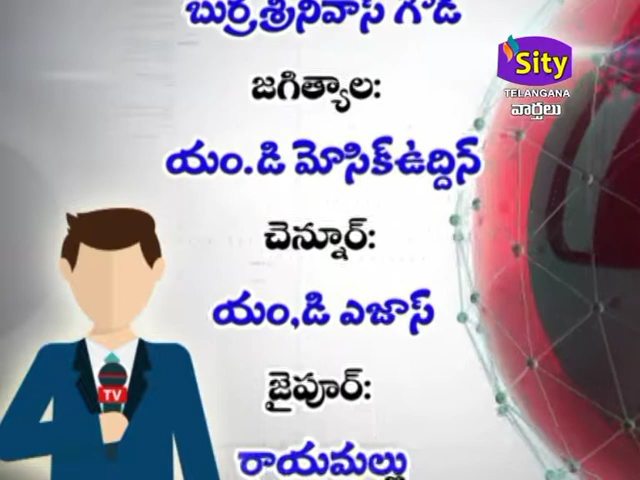 బుర్ర శ్రీనివాస్ గౌడ్
Sity
TELANGANA
వార్తలు
జగిత్యాల:
యం.డి మోసిక్ఉద్దిన్
చెన్నూర్:
యం,డి ఎజాస్
TV
జైపూర్:
రాయమల్లు